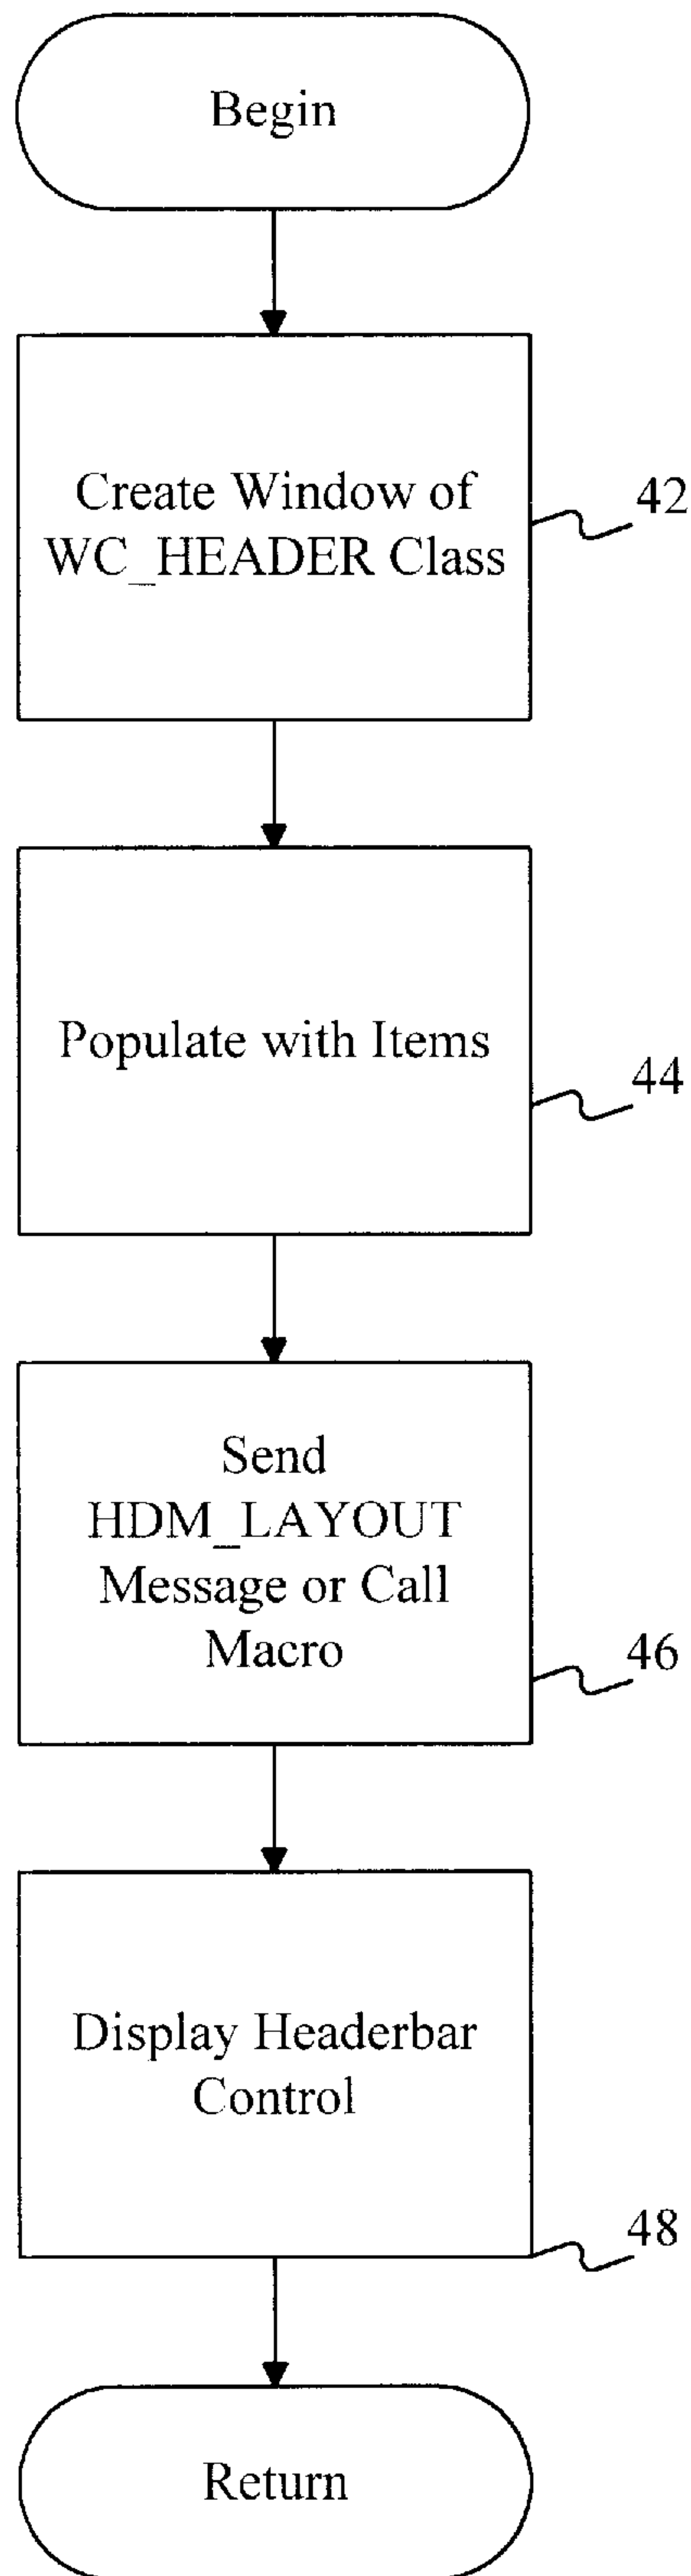 Begin
Create Window of
WC_HEADER Class
42
Populate with Items
44
Send
HDM_LAYOUT
Message or Call
Macro
46
Display Headerbar
Control
48
Return